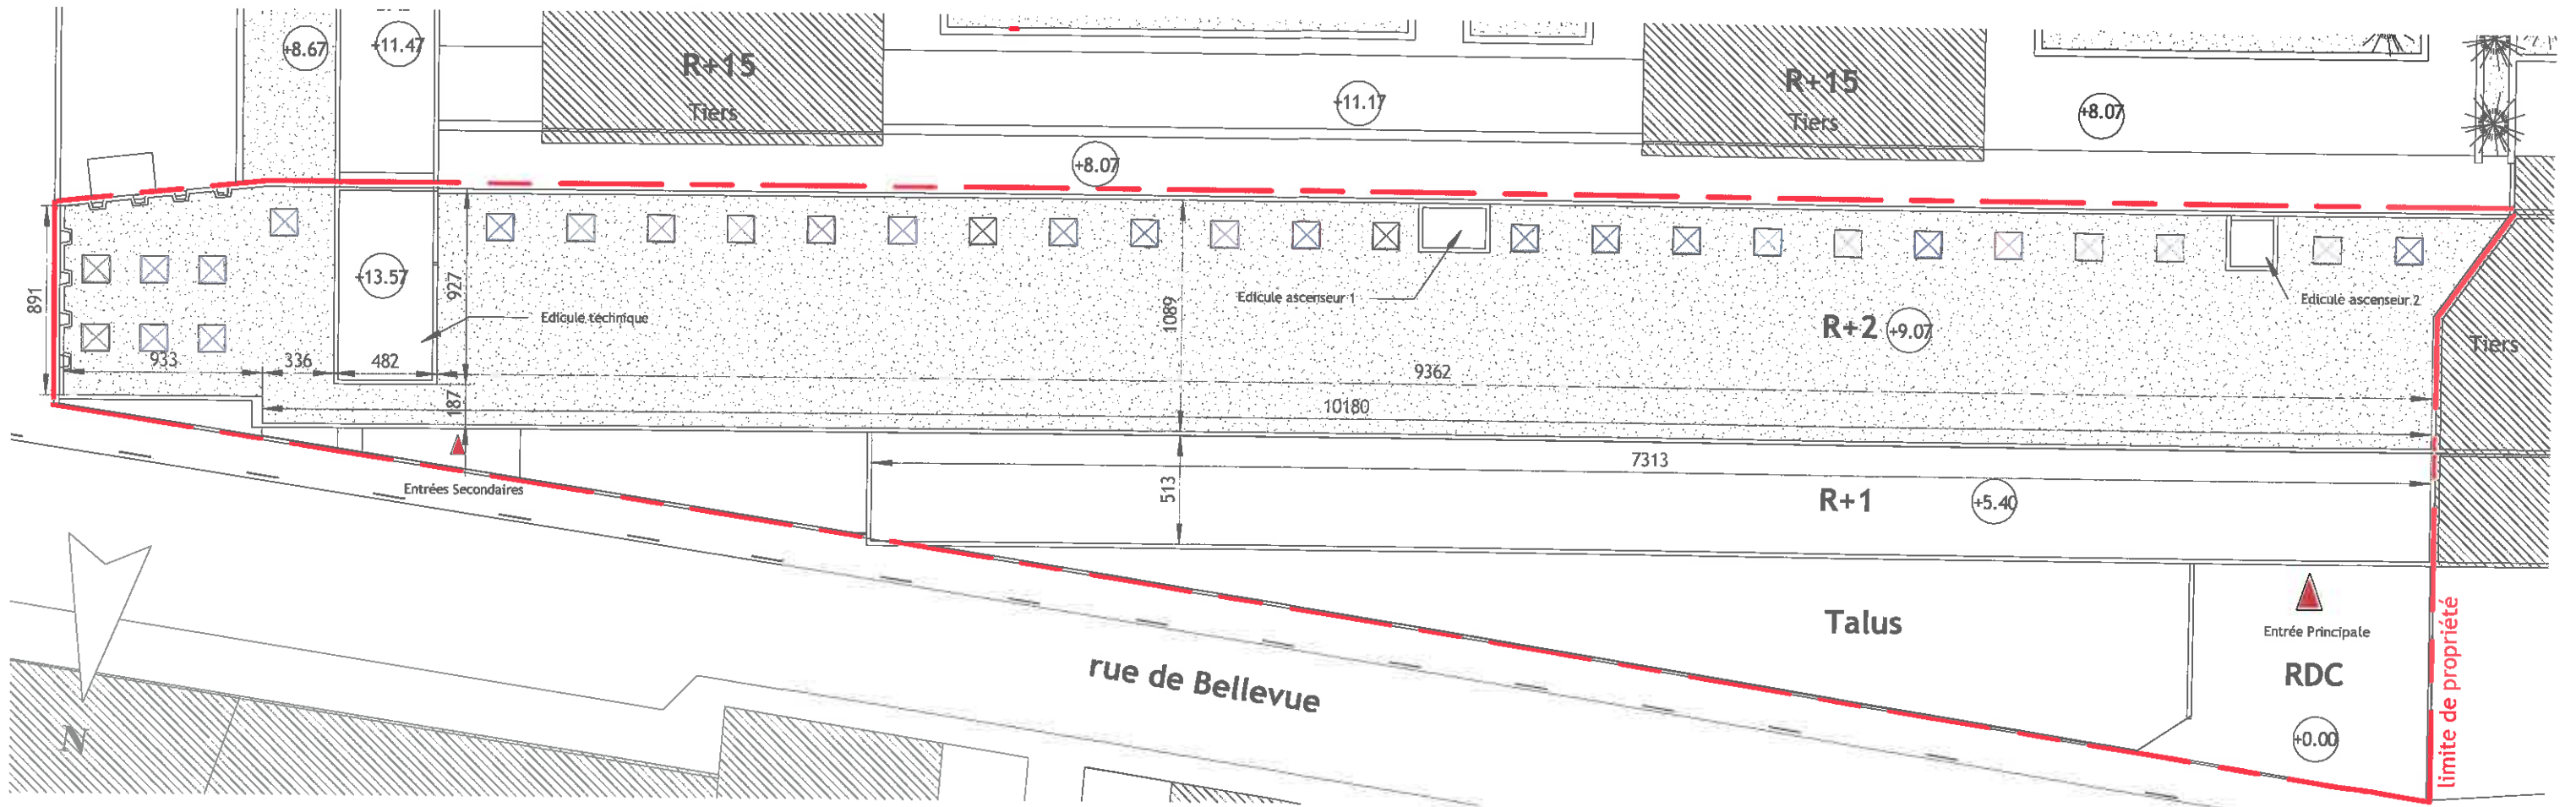 +8.67
+11.47
R+15
Tiers
+11.17
R+15
Tiers
+8.07
+8.07
891
+13.57
927
Edicule technique
1089
Edicule ascenseur 1
R+2
+9.07
Edicule ascenseur 2
Tiers
933
336
482
9362
187
10180
Entrées Secondaires
7313
513
R+1
+5.40
Talus
Entrée Principale
RDC
+0.00
rue de Bellevue
limite de propriété
N